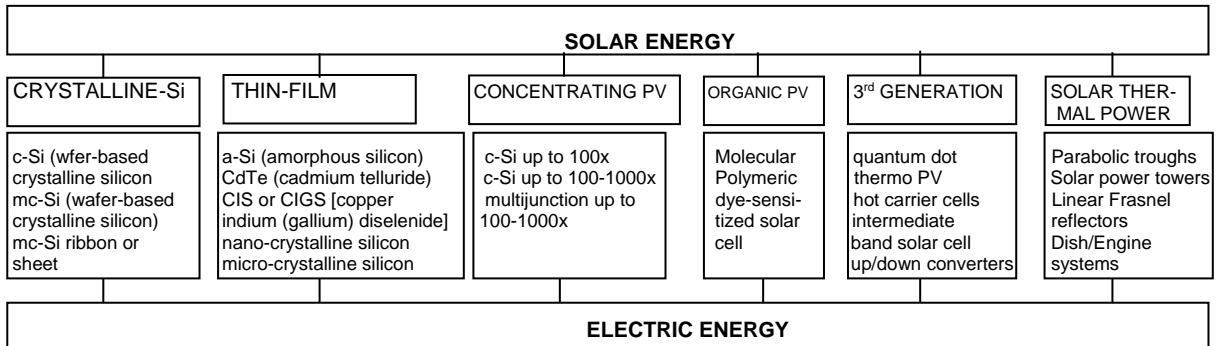 SOLAR ENERGY
CRYSTALLINE-Si
THIN-FILM
CONCENTRATING PV
ORGANIC PV
3rd GENERATION
SOLAR THER-
MAL POWER
c-Si (wfer-based
crystalline silicon
mc-Si (wafer-based
crystalline silicon)
mc-Si ribbon or
sheet
a-Si (amorphous silicon)
CdTe (cadmium telluride)
CIS or CIGS [copper
indium (gallium) diselenide]
nano-crystalline silicon
micro-crystalline silicon
c-Si up to 100x
c-Si up to 100-1000x
multijunction up to
100-1000x
Molecular
Polymeric
dye-sensi-
tized solar
cell
quantum dot
thermo PV
hot carrier cells
intermediate
band solar cell
up/down converters
Parabolic troughs
Solar power towers
Linear Frasnel
reflectors
Dish/Engine
systems
ELECTRIC ENERGY